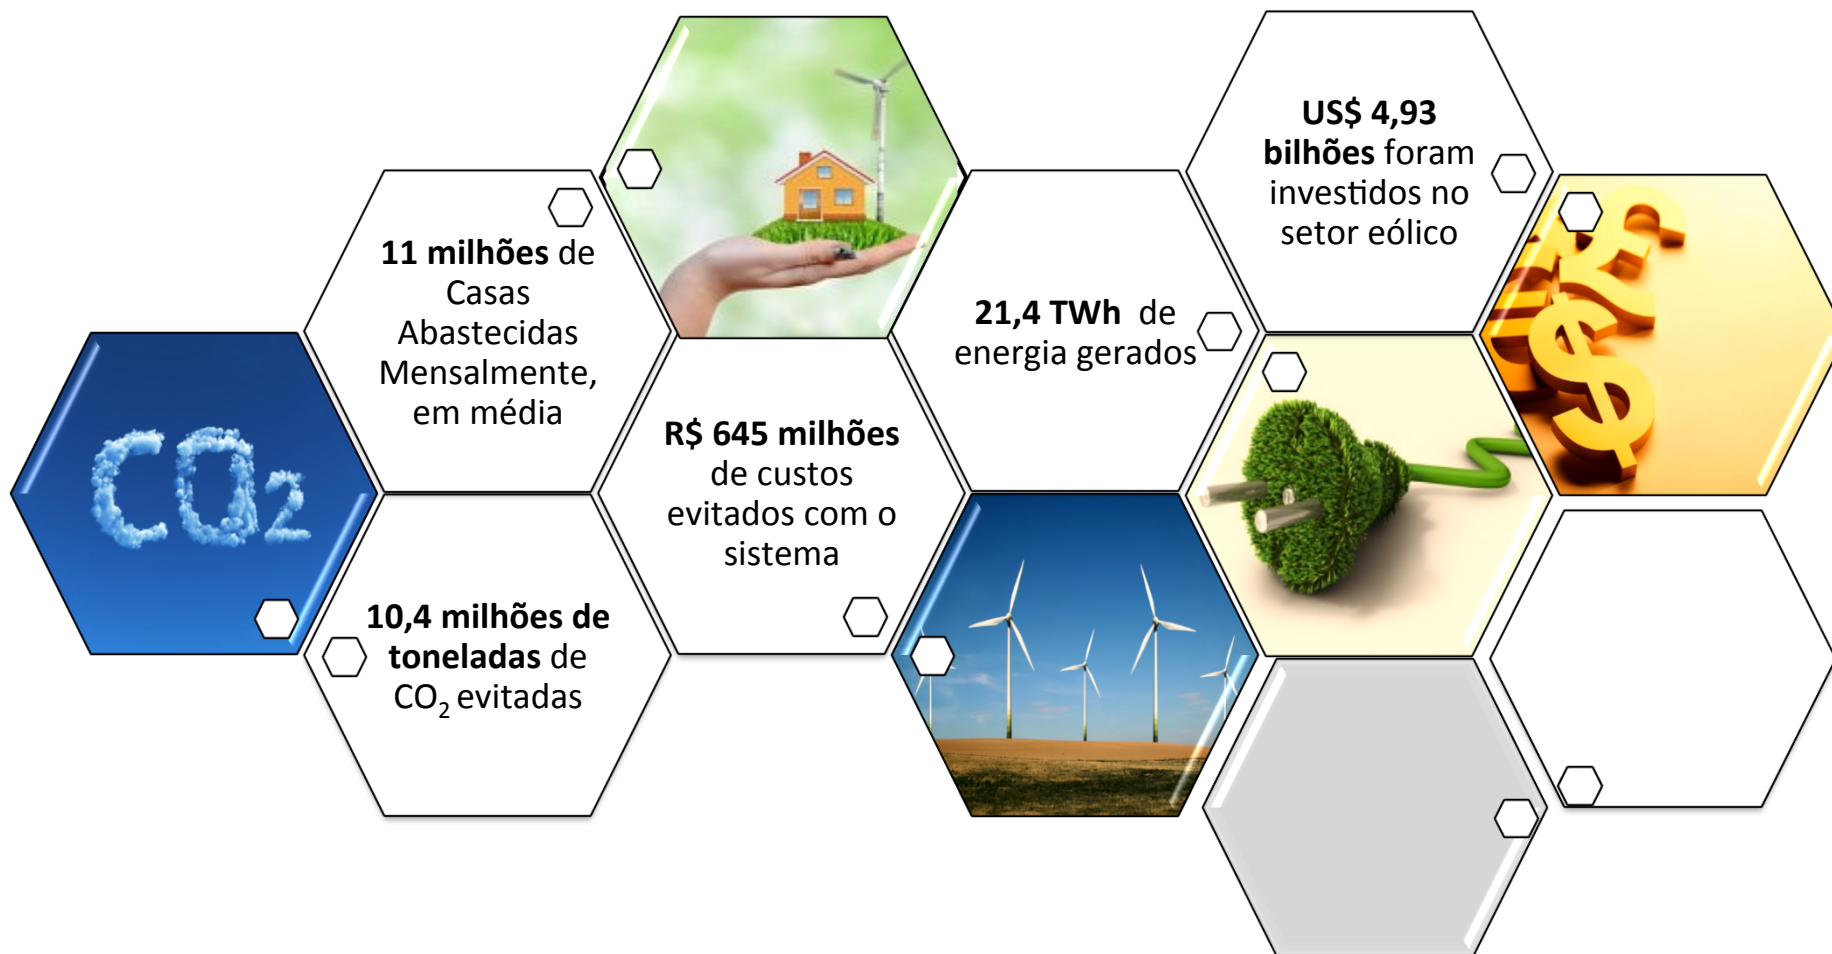 CO2
11 milhões de
Casas
Abastecidas
Mensalmente,
em média
10,4 milhões de
toneladas de
CO₂ evitadas
R$ 645 milhões
de custos
evitados com o
sistema
21,4 TWh de
energia gerados
US$ 4,93
bilhões foram
investidos no
setor eólico